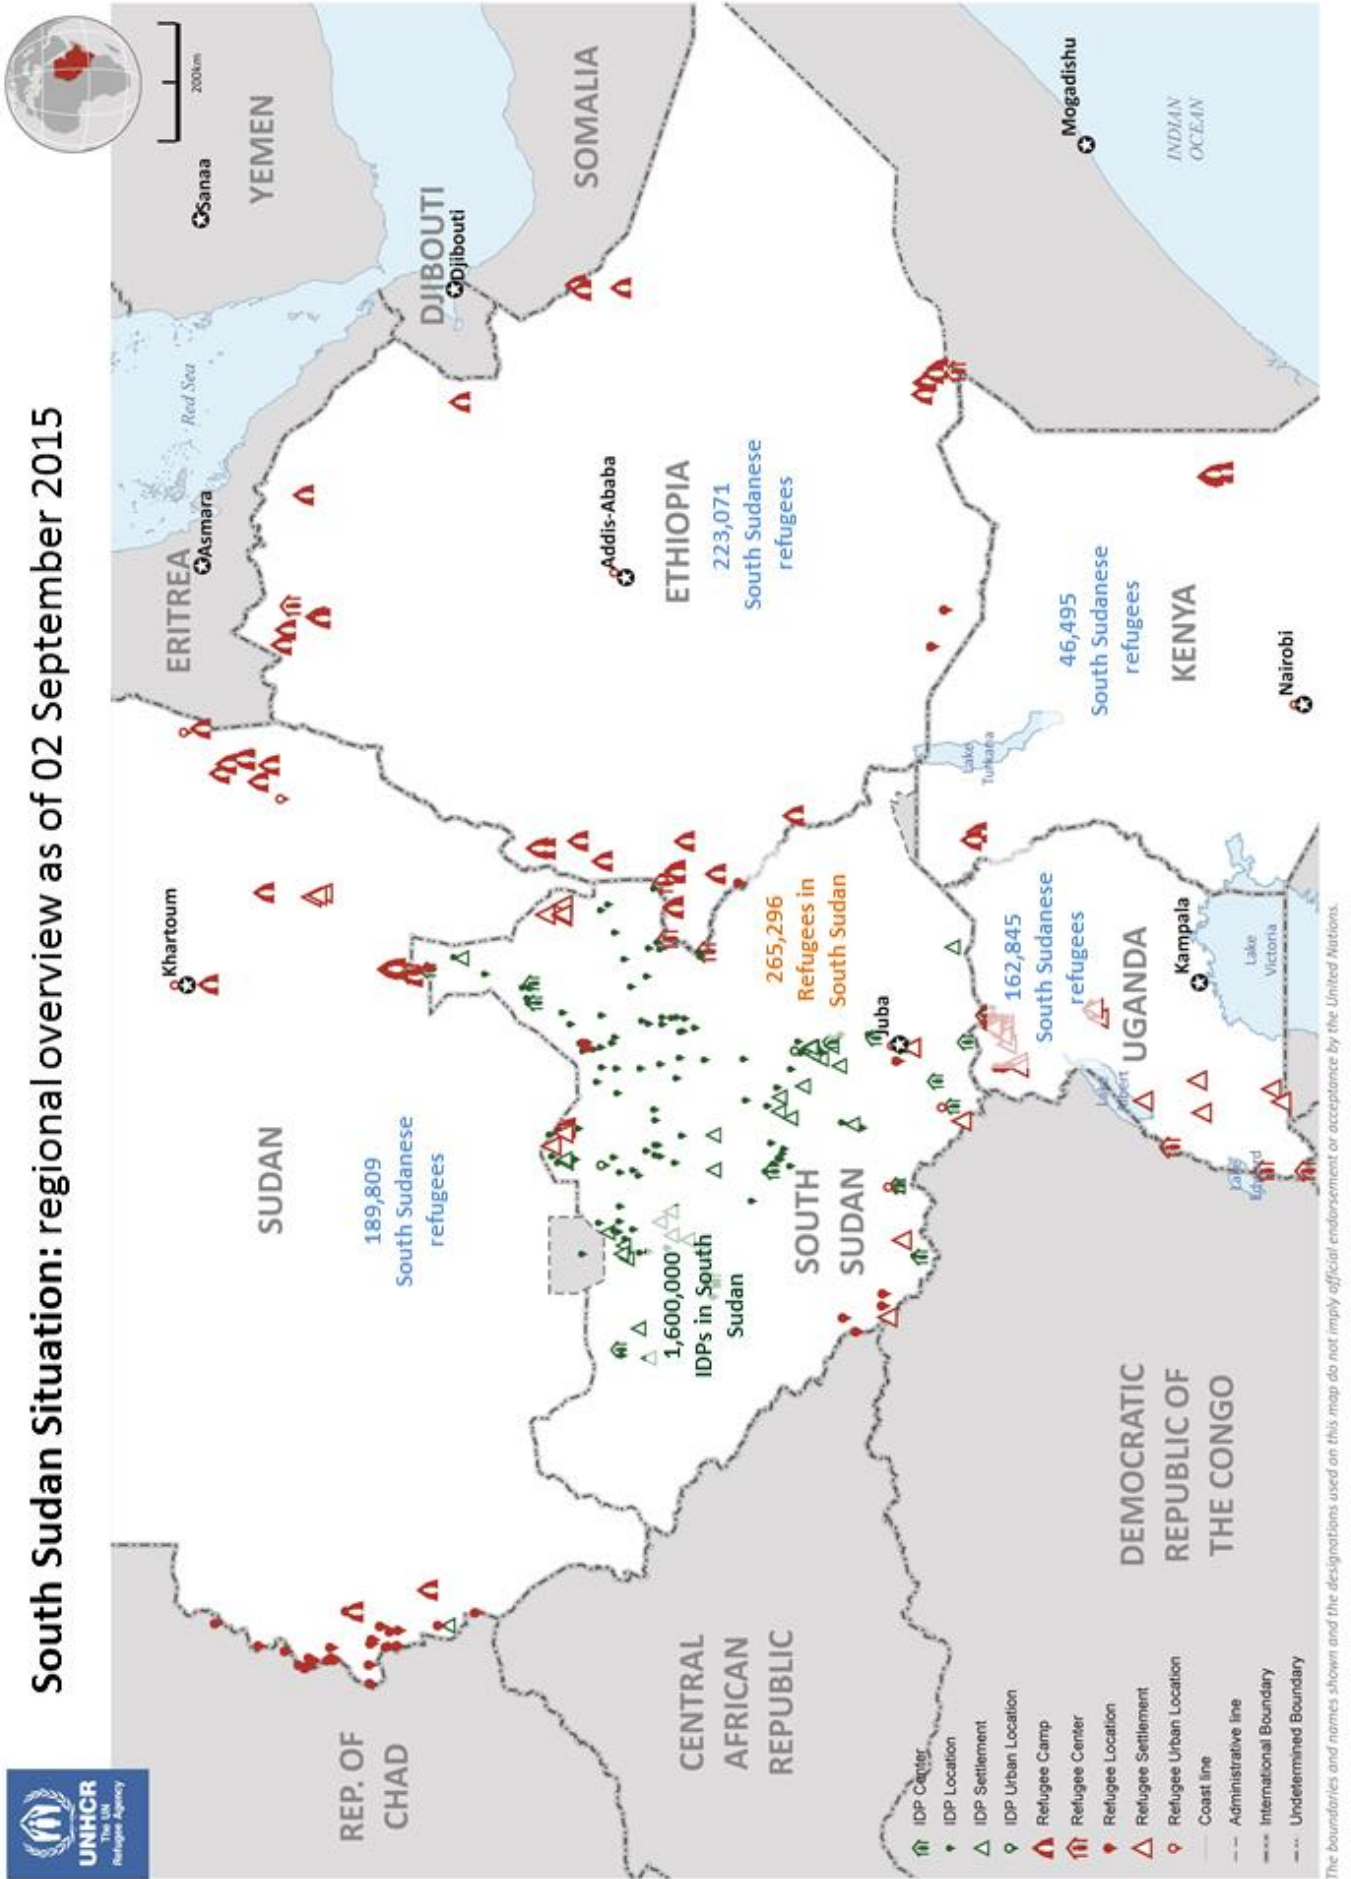 South Sudan Situation: regional overview as of 02 September 2015
UNHCR
The UN
Refugee Agency
200km
YEMEN
Sanaa
Red Sea
ERITREA
Asmara
DJIBOUTI
Djibouti
SOMALIA
Mogadishu
INDIAN
OCEAN
Khartoum
SUDAN
189,809
South Sudanese
refugees
Addis-Ababa
ETHIOPIA
223,071
South Sudanese
refugees
REP. OF
CHAD
CENTRAL
AFRICAN
REPUBLIC
1,600,000
IDPs in South
Sudan
SOUTH
SUDAN
265,296
Refugees in
South Sudan
Juba
Lake
Turkana
46,495
South Sudanese
refugees
KENYA
Nairobi
162,845
South Sudanese
refugees
UGANDA
Kampala
Lake
Victoria
DEMOCRATIC
REPUBLIC OF
THE CONGO
IDP Center
IDP Location
IDP Settlement
IDP Urban Location
Refugee Camp
Refugee Center
Refugee Location
Refugee Settlement
Refugee Urban Location
Coast line
Administrative line
International Boundary
Undetermined Boundary
The boundaries and names shown and the designations used on this map do not imply official endorsement or acceptance by the United Nations.